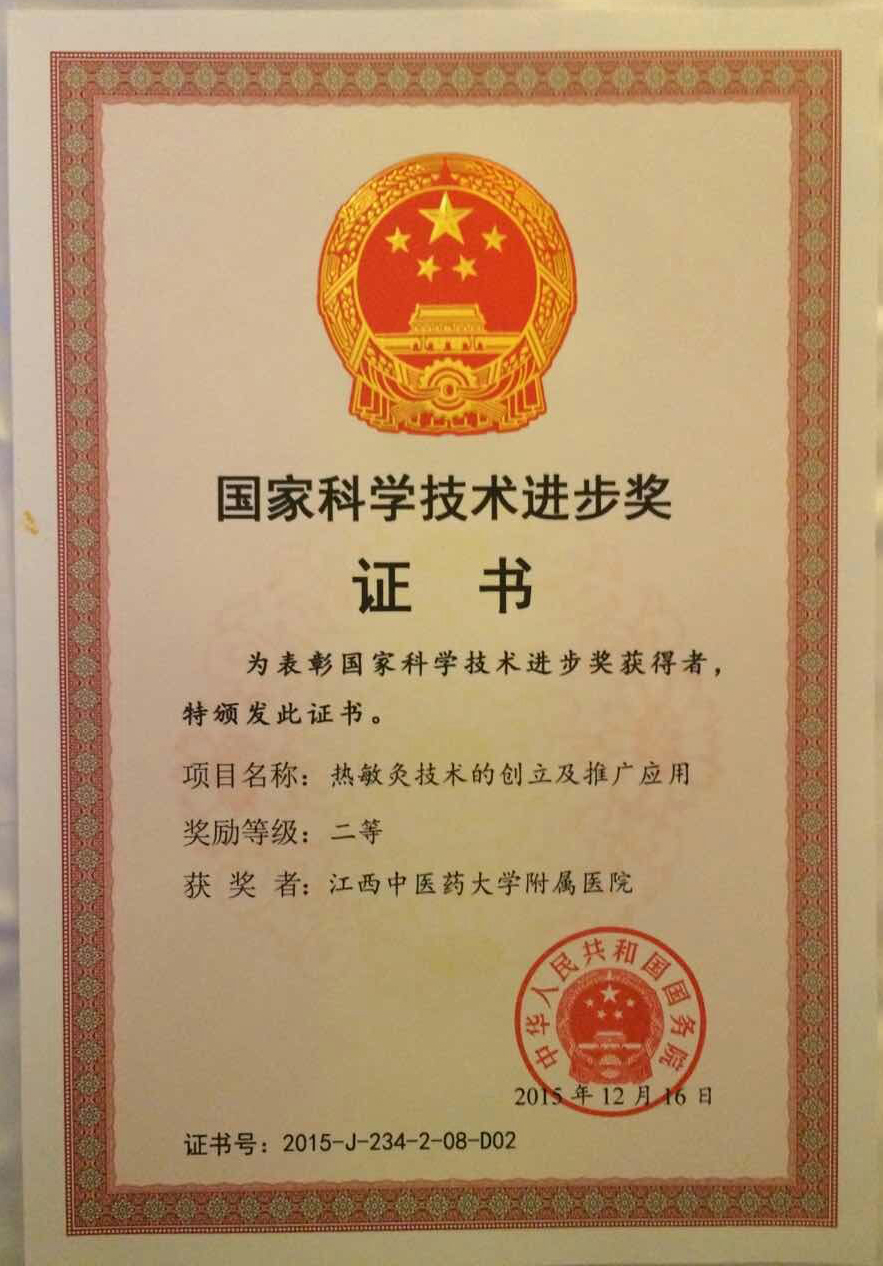 国家科学技术进步奖
证 书
为表彰国家科学技术进步奖获得者，
特颁发此证书。
项目名称：热敏灸技术的创立及推广应用
奖励等级：二等
获 奖 者：江西中医药大学附属医院
中华人民共和国国务院
2015年12月16日
证书号：2015-J-234-2-08-D02